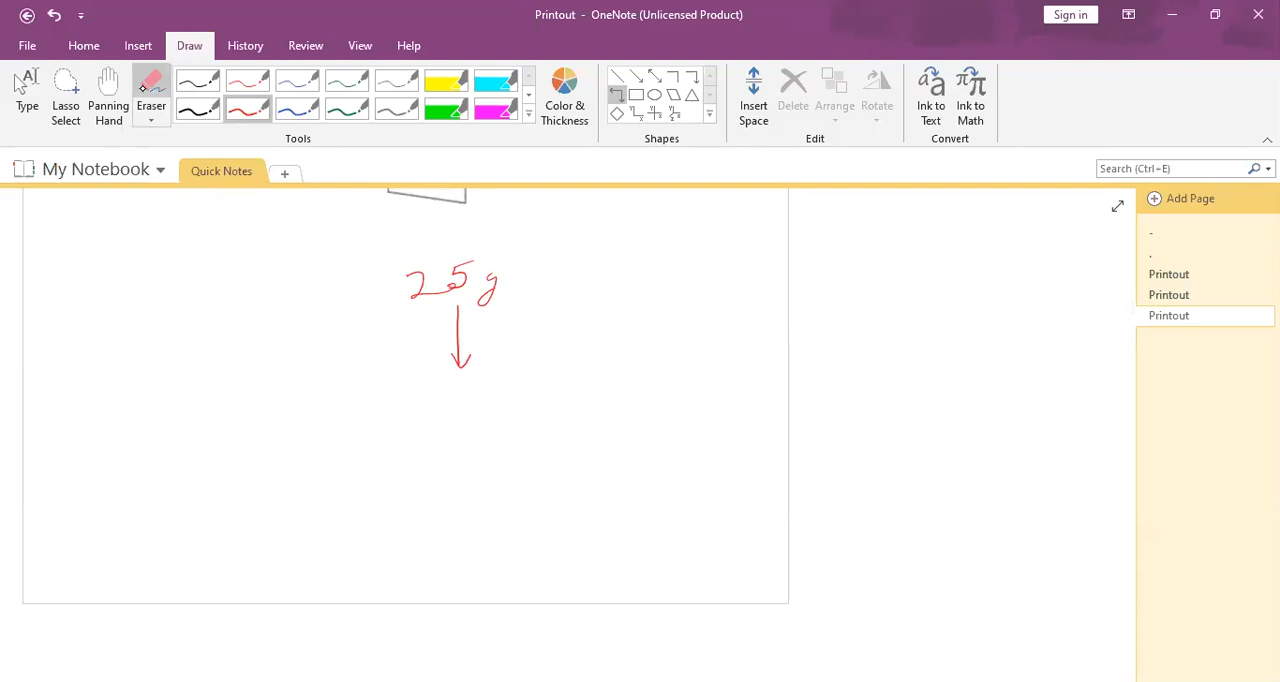 Printout - OneNote (Unlicensed Product)
Sign in
File Home Insert Draw History Review View Help
Type
Lasso Select
Panning Hand
Eraser
Color & Thickness
Insert Space
Delete
Arrange
Rotate
Ink to Text
Ink to Math
Tools
Shapes
Edit
Convert
My Notebook
Quick Notes
Search (Ctrl+E)
Add Page
-
.
Printout
Printout
Printout
25 g